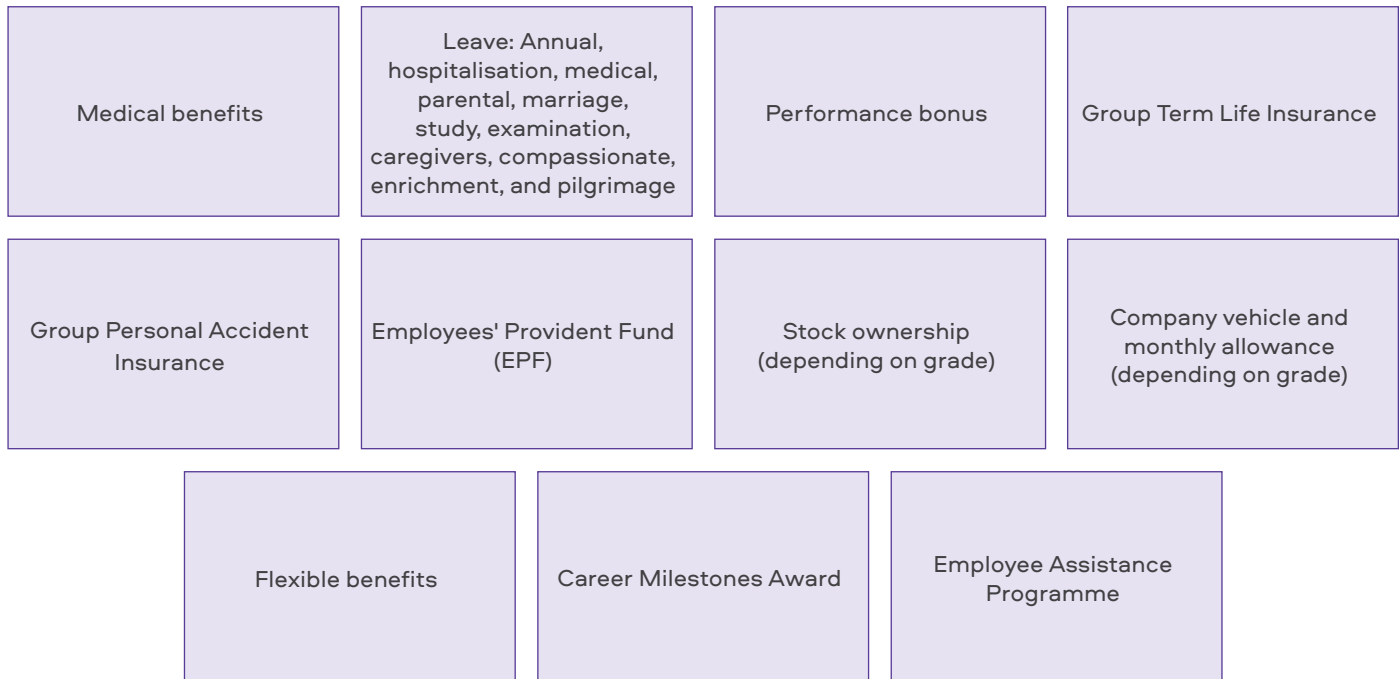 Medical benefits
Leave: Annual,
hospitalisation, medical,
parental, marriage,
study, examination,
caregivers, compassionate,
enrichment, and pilgrimage
Performance bonus
Group Term Life Insurance
Group Personal Accident
Insurance
Employees' Provident Fund
(EPF)
Stock ownership
(depending on grade)
Company vehicle and
monthly allowance
(depending on grade)
Flexible benefits
Career Milestones Award
Employee Assistance
Programme